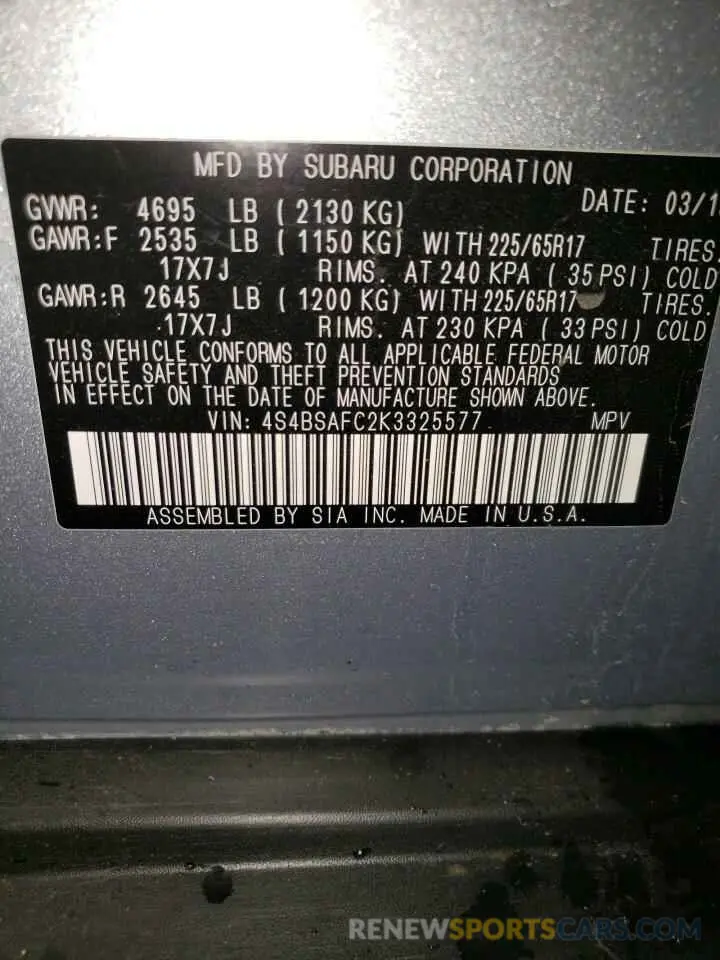 MFD BY SUBARU CORPORATION
DATE: 03/1
GVWR: 4695 LB ( 2130 KG)
GAWR:F 2535 LB ( 1150 KG) WITH 225/65R17 TIRES.
17X7J RIMS. AT 240 KPA ( 35 PSI) COLD
GAWR:R 2645 LB ( 1200 KG) WITH 225/65R17 TIRES.
17X7J RIMS. AT 230 KPA ( 33 PSI) COLD
THIS VEHICLE CONFORMS TO ALL APPLICABLE FEDERAL MOTOR
VEHICLE SAFETY AND THEFT PREVENTION STANDARDS
IN EFFECT ON THE DATE OF MANUFACTURE SHOWN ABOVE.
VIN: 4S4BSAFC2K3325577 MPV
ASSEMBLED BY SIA INC. MADE IN U.S.A.
RENEWSPORTSCARS.COM